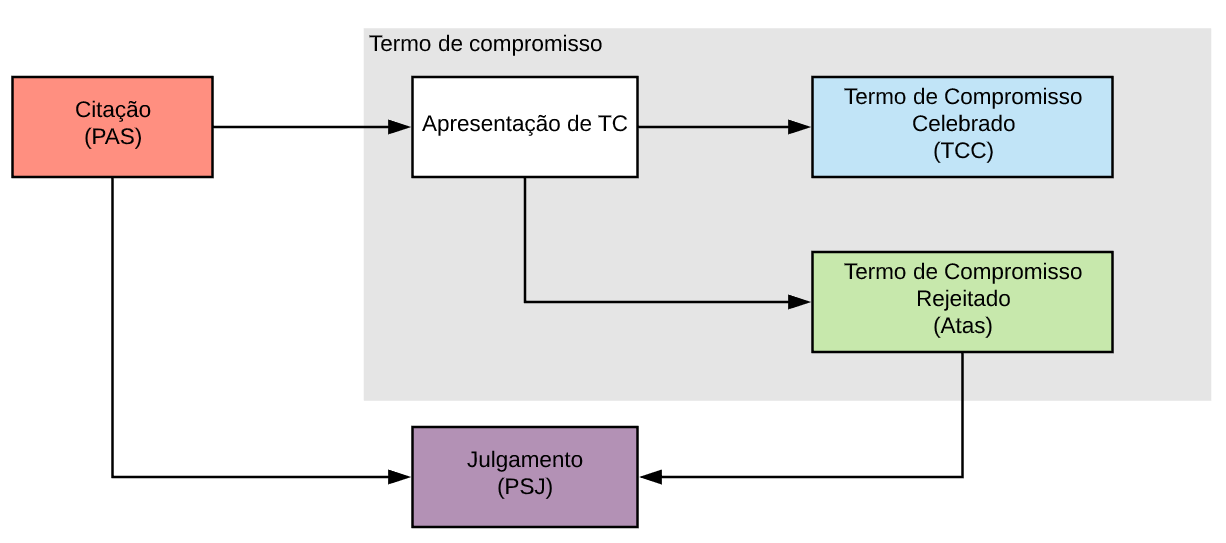 Termo de compromisso
Citação
(PAS)
Apresentação de TC
Termo de Compromisso
Celebrado
(TCC)
Termo de Compromisso
Rejeitado
(Atas)
Julgamento
(PSJ)